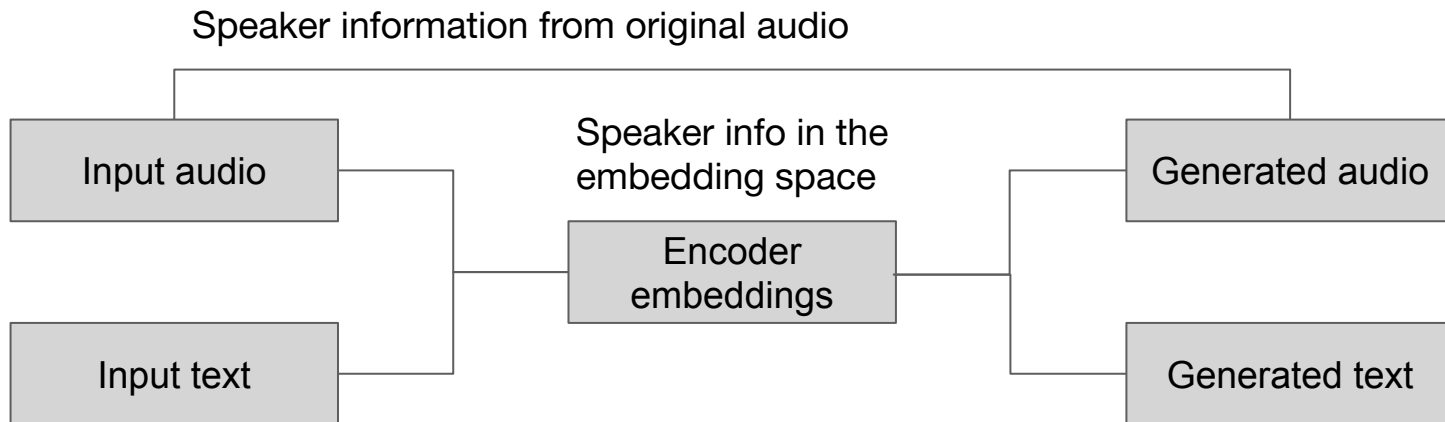 Speaker information from original audio
Input audio
Speaker info in the
embedding space
Generated audio
Encoder
embeddings
Input text
Generated text